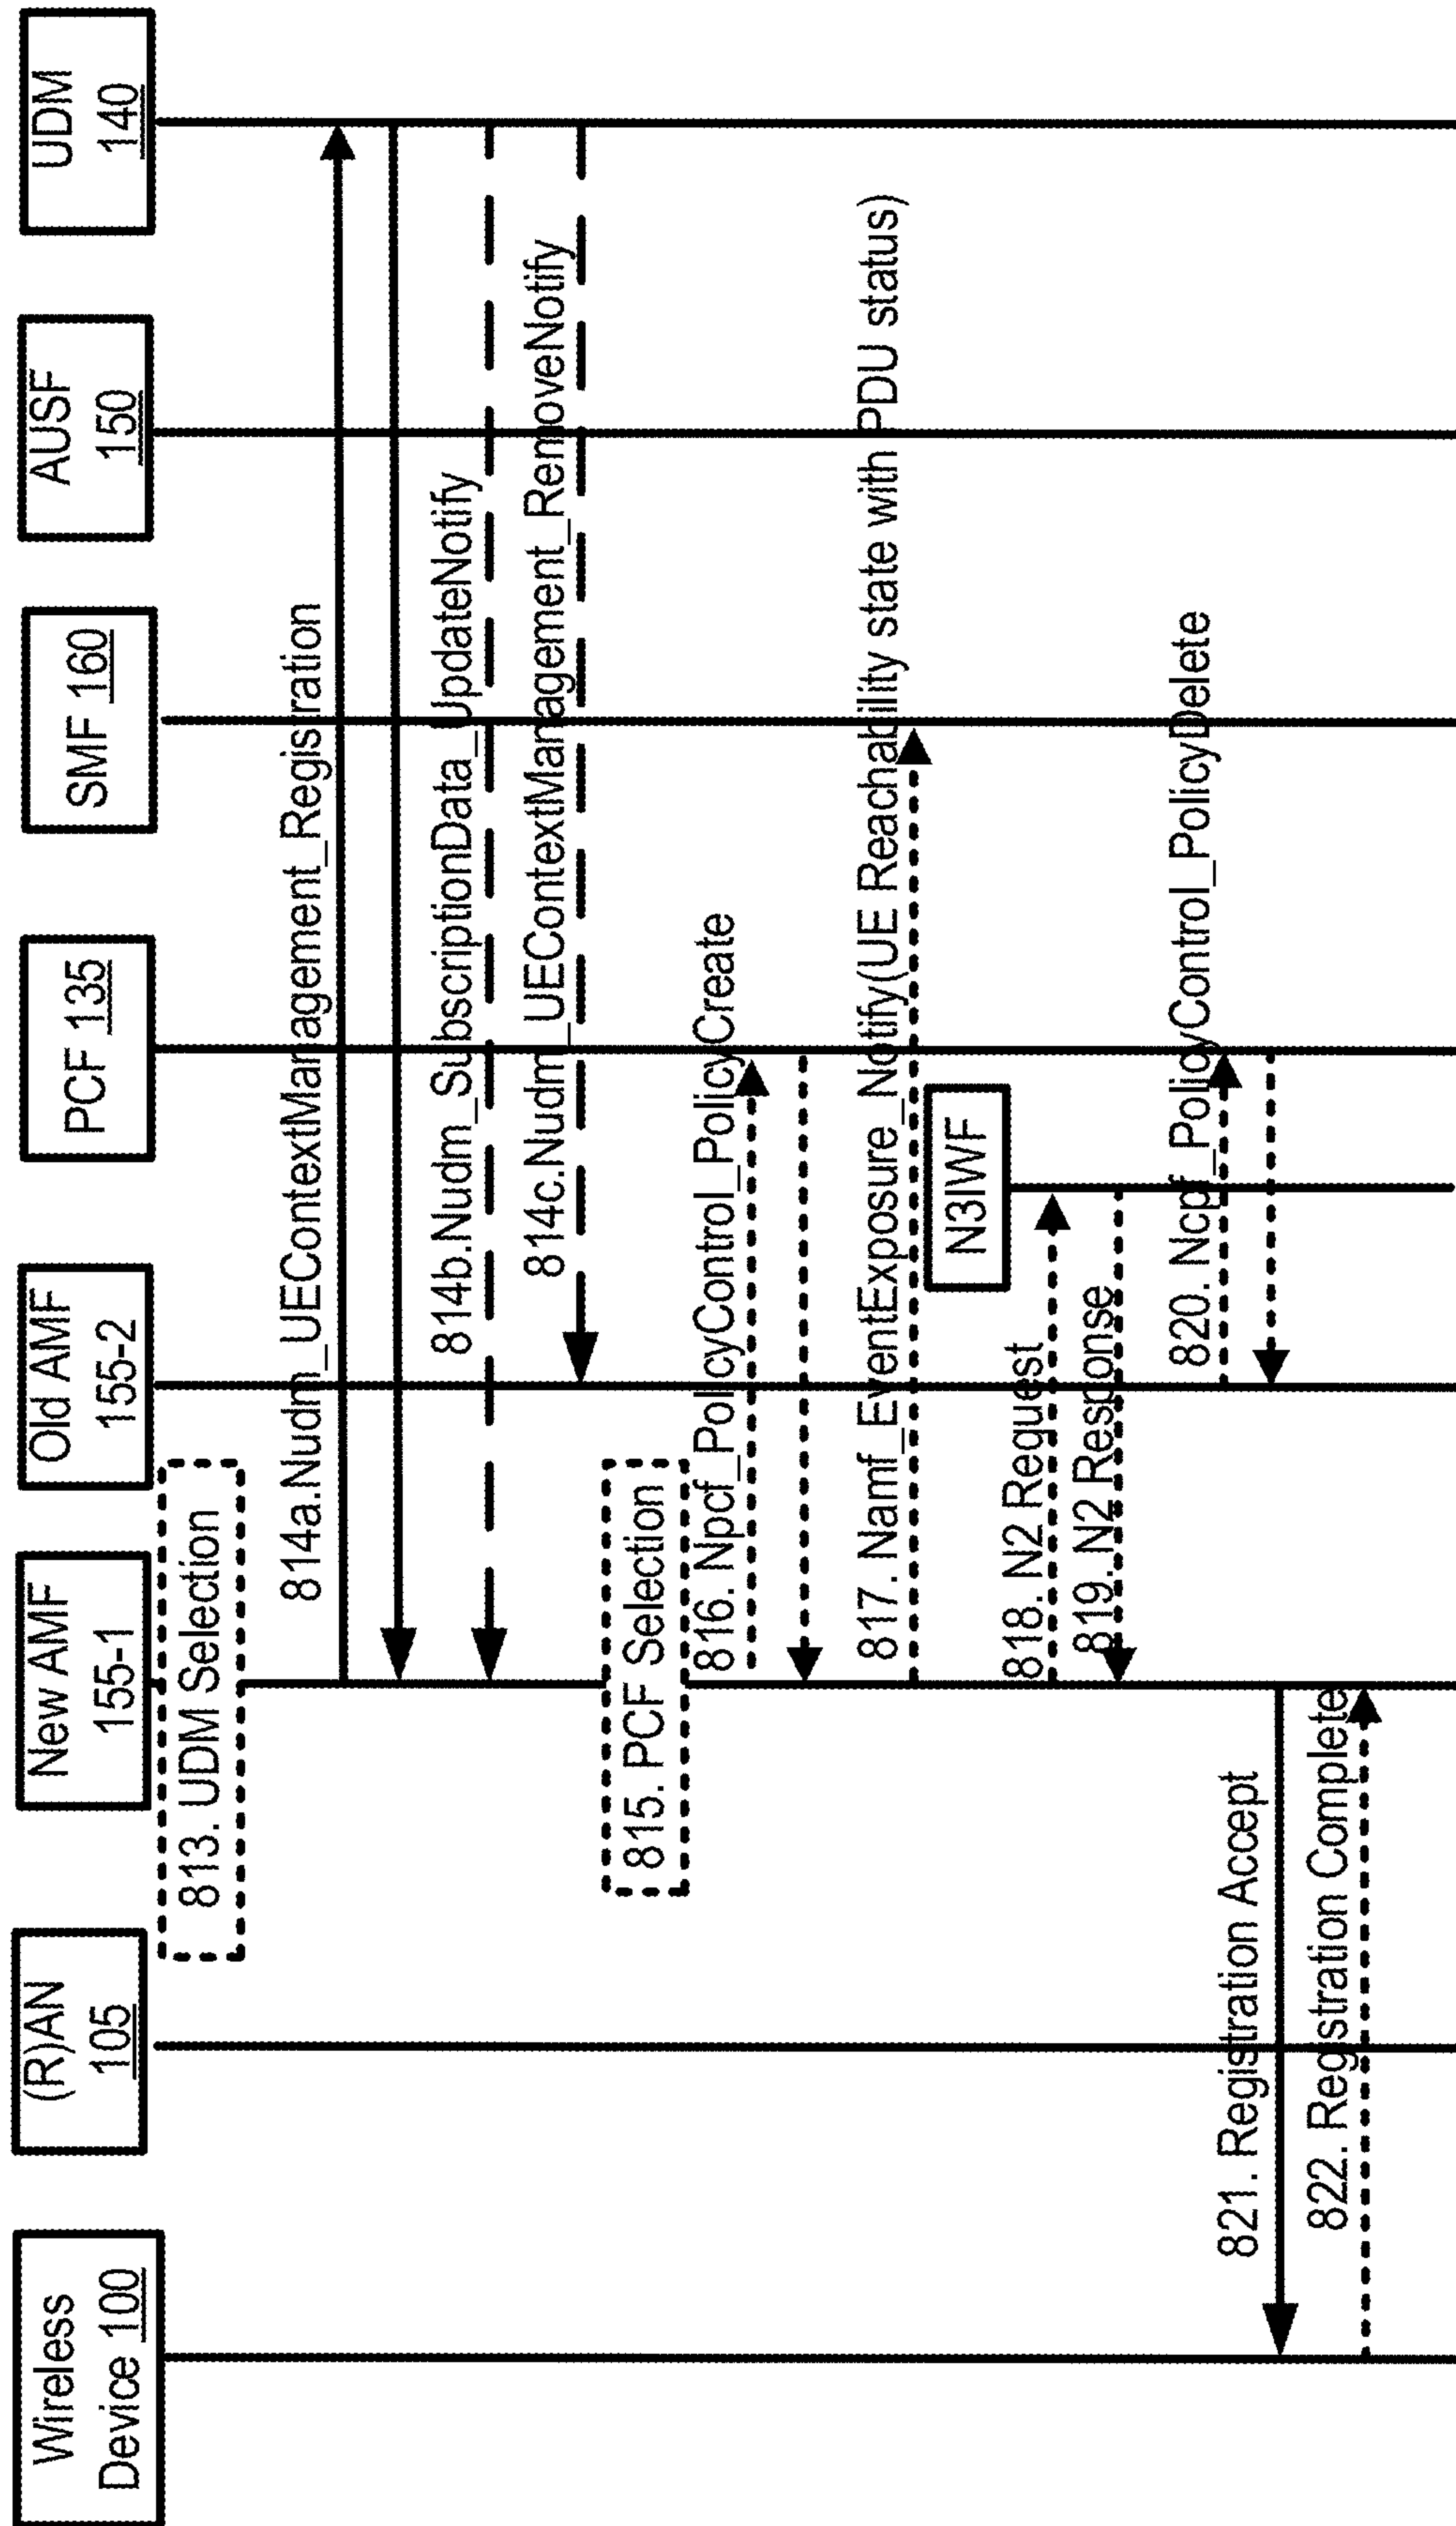 Wireless
Device 100
(R)AN
105
New AMF
155-1
Old AMF
155-2
PCF 135
SMF 160
AUSF
150
UDM
140
813. UDM Selection
814a.Nudm_UEContextManagement_Registration
814b.Nudm_SubscriptionData_UpdateNotify
814c.Nudm_UEContextManagement_RemoveNotify
815. PCF Selection
816. Npcf_PolicyControl_PolicyCreate
817. Namf_EventExposure_Notify(UE Reachability state with PDU status)
N3IWF
818. N2 Request
819. N2 Response
820. Ncpf_PolicyControl_PolicyDelete
821. Registration Accept
822. Registration Complete